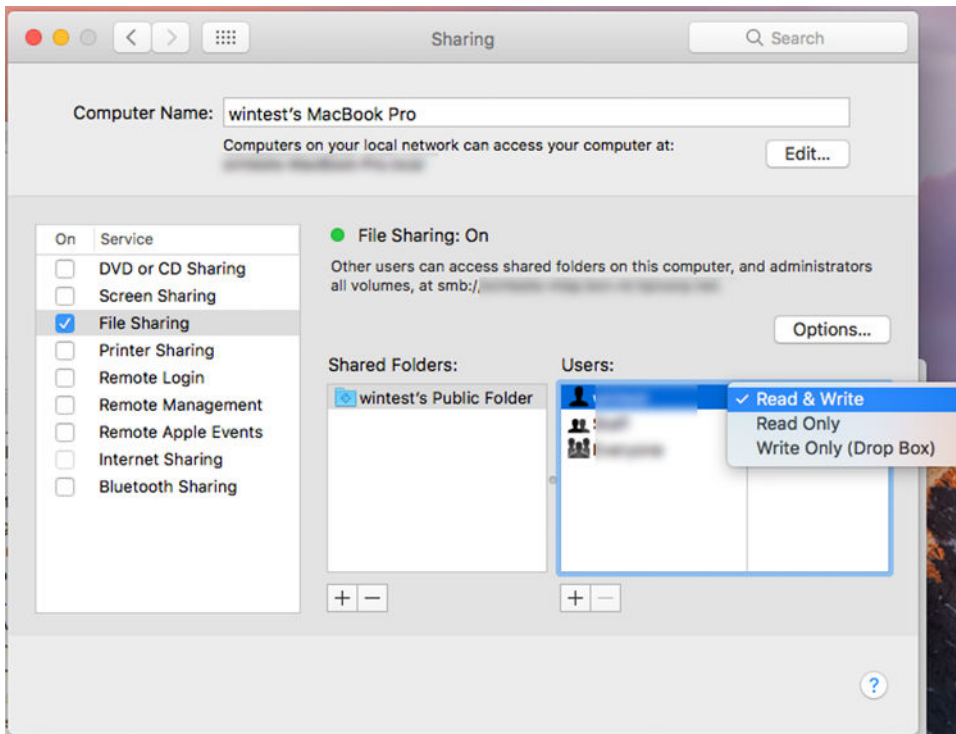 Sharing
Search
Computer Name: wintest's MacBook Pro
Computers on your local network can access your computer at:
Edit...
On Service
DVD or CD Sharing
Screen Sharing
File Sharing
Printer Sharing
Remote Login
Remote Management
Remote Apple Events
Internet Sharing
Bluetooth Sharing
File Sharing: On
Other users can access shared folders on this computer, and administrators
all volumes, at smb:/
Options...
Shared Folders:
wintest's Public Folder
Users:
Read & Write
Read Only
Write Only (Drop Box)
+ −
+ −
?